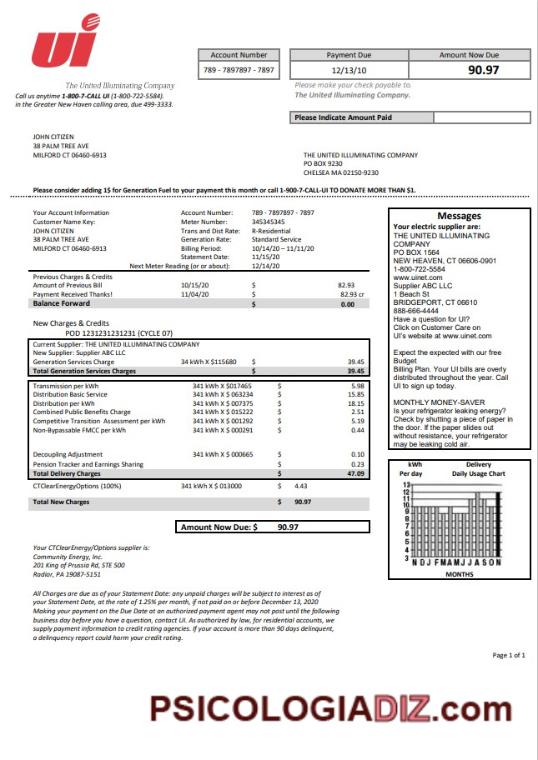 ui
The United Illuminating Company
Call us anytime 1-800-7-CALL UI (1-800-722-5584).
in the Greater New Haven calling area, due 499-3333.
Account Number
789 - 7897897 - 7897
Payment Due
Amount Now Due
12/13/10
90.97
Please make your check payable to.
The United Illuminating Company.
Please Indicate Amount Paid
JOHN CITIZEN
38 PALM TREE AVE
MILFORD CT 06460-6913
THE UNITED ILLUMINATING COMPANY
PO BOX 9230
CHELSEA MA 02150-9230
Please consider adding 1$ for Generation Fuel to your payment this month or call 1-900-7-CALL-UI TO DONATE MORE THAN $1.
Your Account Information
Customer Name Key:
JOHN CITIZEN
38 PALM TREE AVE
MILFORD CT 06460-6913
Account Number: 789 - 7897897 - 7897
Meter Number: 345345345
Trans and Dist Rate: R-Residential
Generation Rate: Standard Service
Billing Period: 10/14/20 – 11/11/20
Statement Date: 11/15/20
Next Meter Reading (or or about): 12/14/20
Previous Charges & Credits
Amount of Previous Bill 10/15/20 $ 82.93
Payment Received Thanks! 11/04/20 $ 82.93 cr
Balance Forward $ 0.00
New Charges & Credits
POD 1231231231231 (CYCLE 07)
Current Supplier: THE UNITED ILLUMINATING COMPANY
New Supplier: Supplier ABC LLC
Generation Services Charge 34 kWH X $115680 $ 39.45
Total Generation Services Charges $ 39.45
Transmission per kWh 341 kWH X $017465 $ 5.98
Distribution Basic Service 341 kWH X $ 063234 $ 15.85
Distribution per kWh 341 kWH X $ 007375 $ 18.15
Combined Public Benefits Charge 341 kWH X $ 015222 $ 2.51
Competitive Transition Assessment per kWh 341 kWH X $ 001292 $ 5.19
Non-Bypassable FMCC per kWh 341 kWH X $ 000291 $ 0.44
Decoupling Adjustment 341 kWH X $ 000665 $ 0.10
Pension Tracker and Earnings Sharing $ 0.23
Total Delivery Charges $ 47.09
CTClearEnergyOptions (100%) 341 kWH X $ 013000 $ 4.43
Total New Charges $ 90.97
Amount Now Due: $ 90.97
Your CTClearEnergy/Options supplier is:
Community Energy, Inc.
201 King of Prussia Rd, STE 500
Radior, PA 19087-5151
All Charges are due as of your Statement Date; any unpaid charges will be subject to interest as of
your Statement Date, at the rate of 1.25% per month, if not paid on or before December 13, 2020
Making your payment on the Due Date at an authorized payment agent may not post until the following
business day before you have a question, contact UI. As authorized by law, for residential accounts, we
supply payment information to credit rating agencies. If your account is more than 90 days delinquent,
a delinquency report could harm your credit rating.
Messages
Your electric supplier are:
THE UNITED ILLUMINATING
COMPANY
PO BOX 1564
NEW HEAVEN, CT 06606-0901
1-800-722-5584
www.uinet.com
Supplier ABC LLC
1 Beach St
BRIDGEPORT, CT 06610
888-666-4444
Have a question for UI?
Click on Customer Care on
UI's website at www.uinet.com
Expect the expected with our free
Budget
Billing Plan. Your UI bills are overly
distributed throughout the year. Call
UI to sign up today.
MONTHLY MONEY-SAVER
Is your refrigerator leaking energy?
Check by shutting a piece of paper in
the door. If the paper slides out
without resistance, your refrigerator
may be leaking cold air.
kWh Delivery
Per day Daily Usage Chart
13
12
11
10
9
8
7
6
5
4
3
N D J F M A M J J A S O N
MONTHS
Page 1 of 1
PSICOLOGIADIZ.com